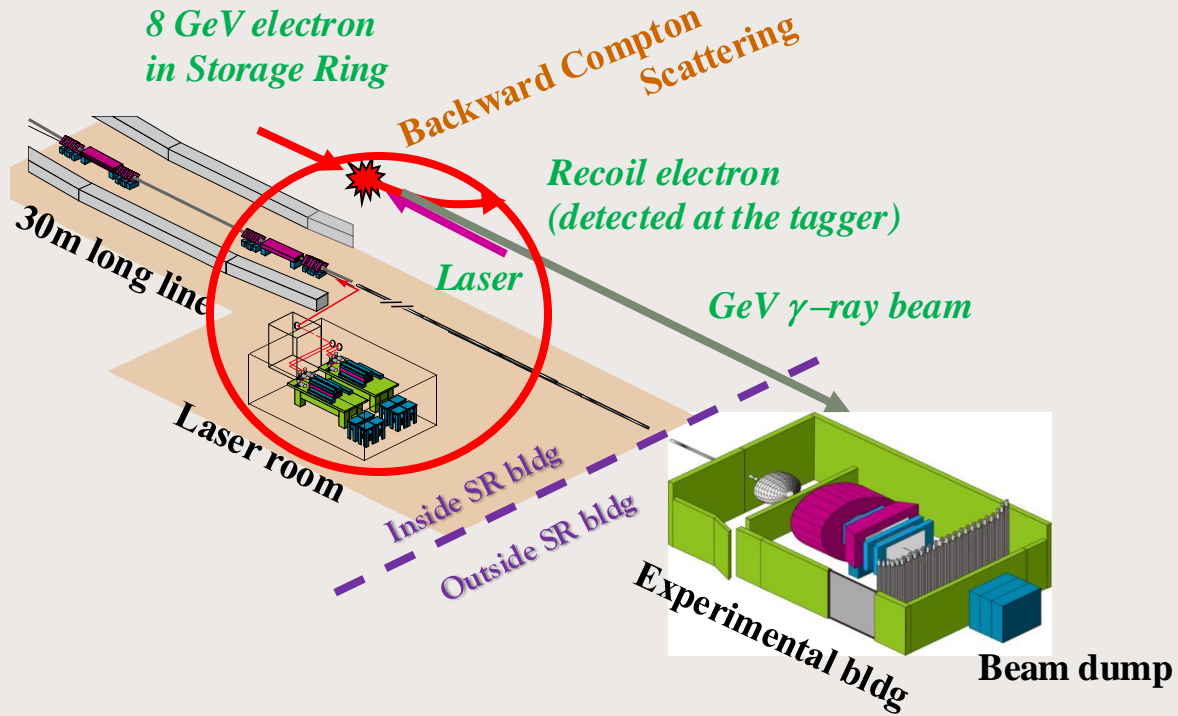 8 GeV electron
in Storage Ring
Backward Compton
Scattering
Recoil electron
(detected at the tagger)
30m long line
Laser
GeV γ–ray beam
Laser room
Inside SR bldg
Outside SR bldg
Experimental bldg
Beam dump